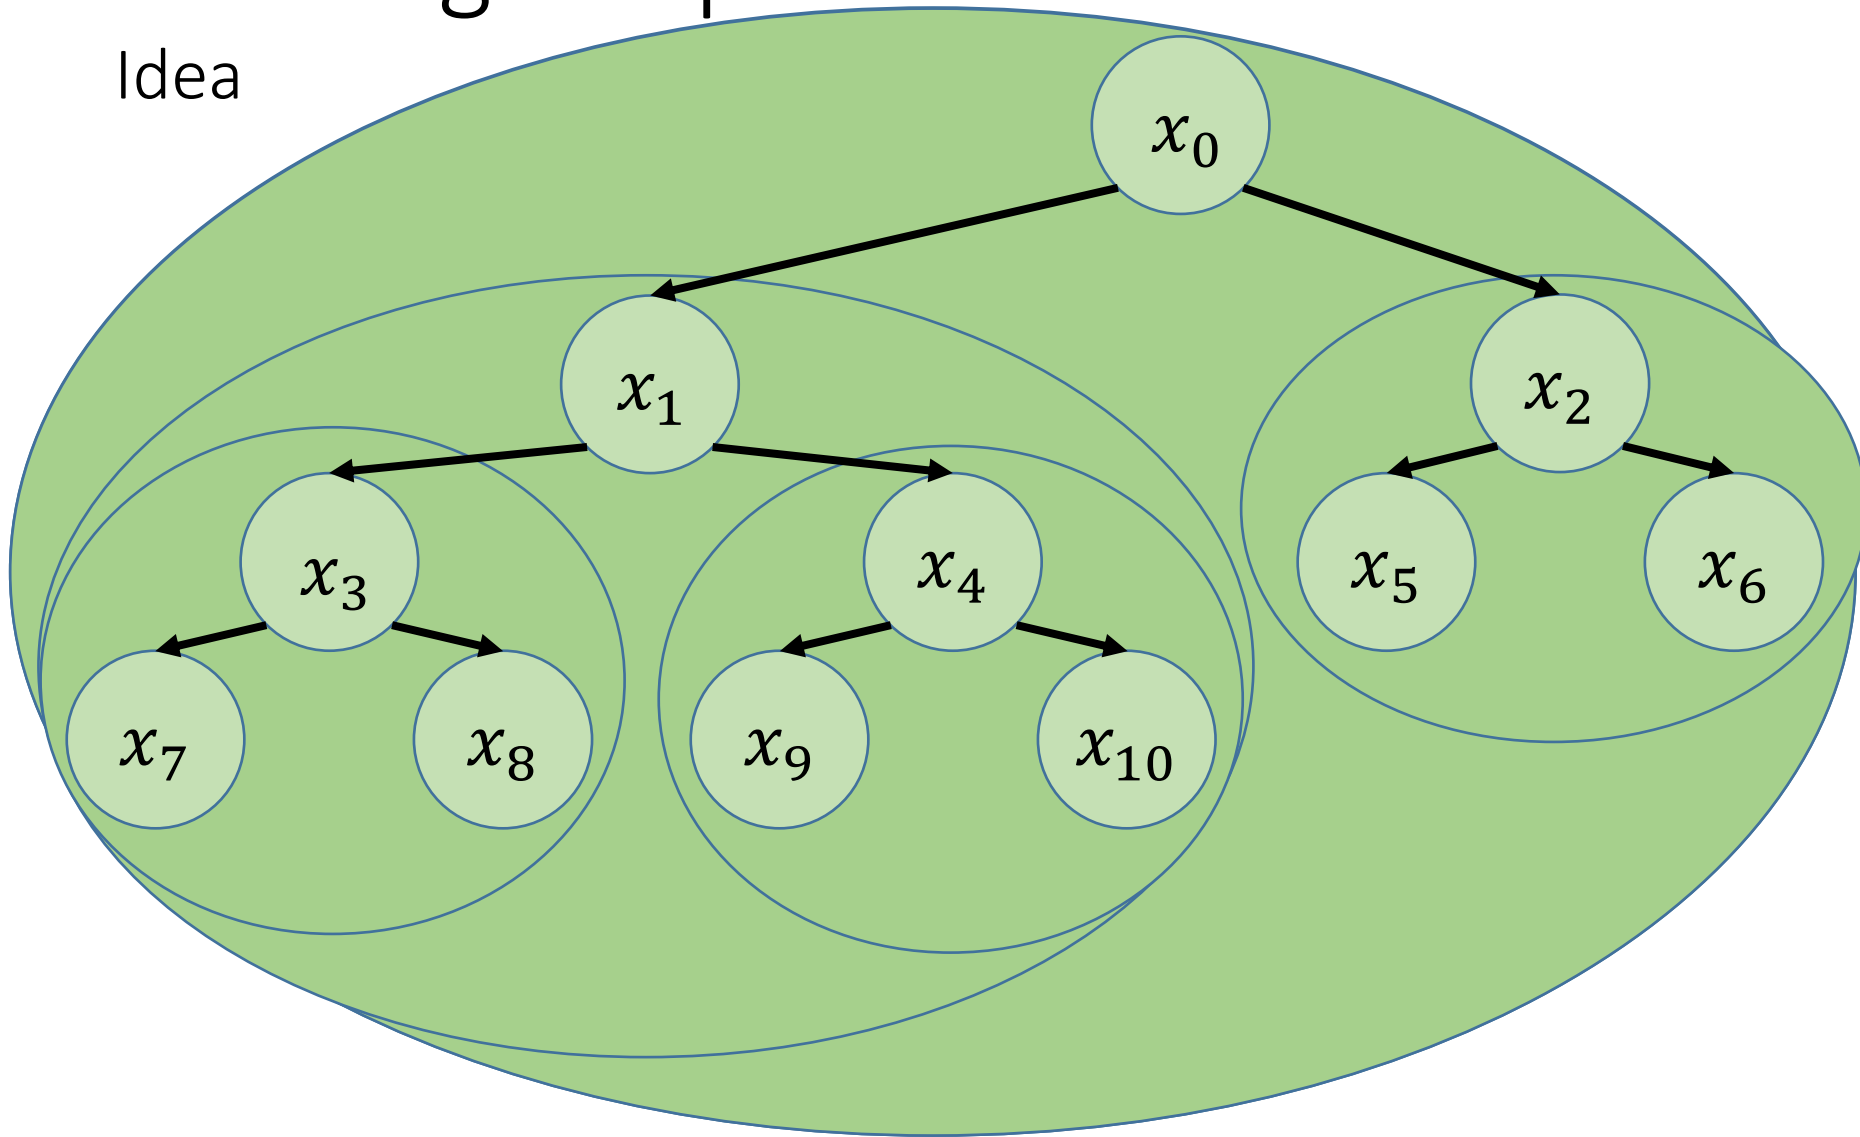 Idea
x₀
x₁
x₂
x₃
x₄
x₅
x₆
x₇
x₈
x₉
x₁₀